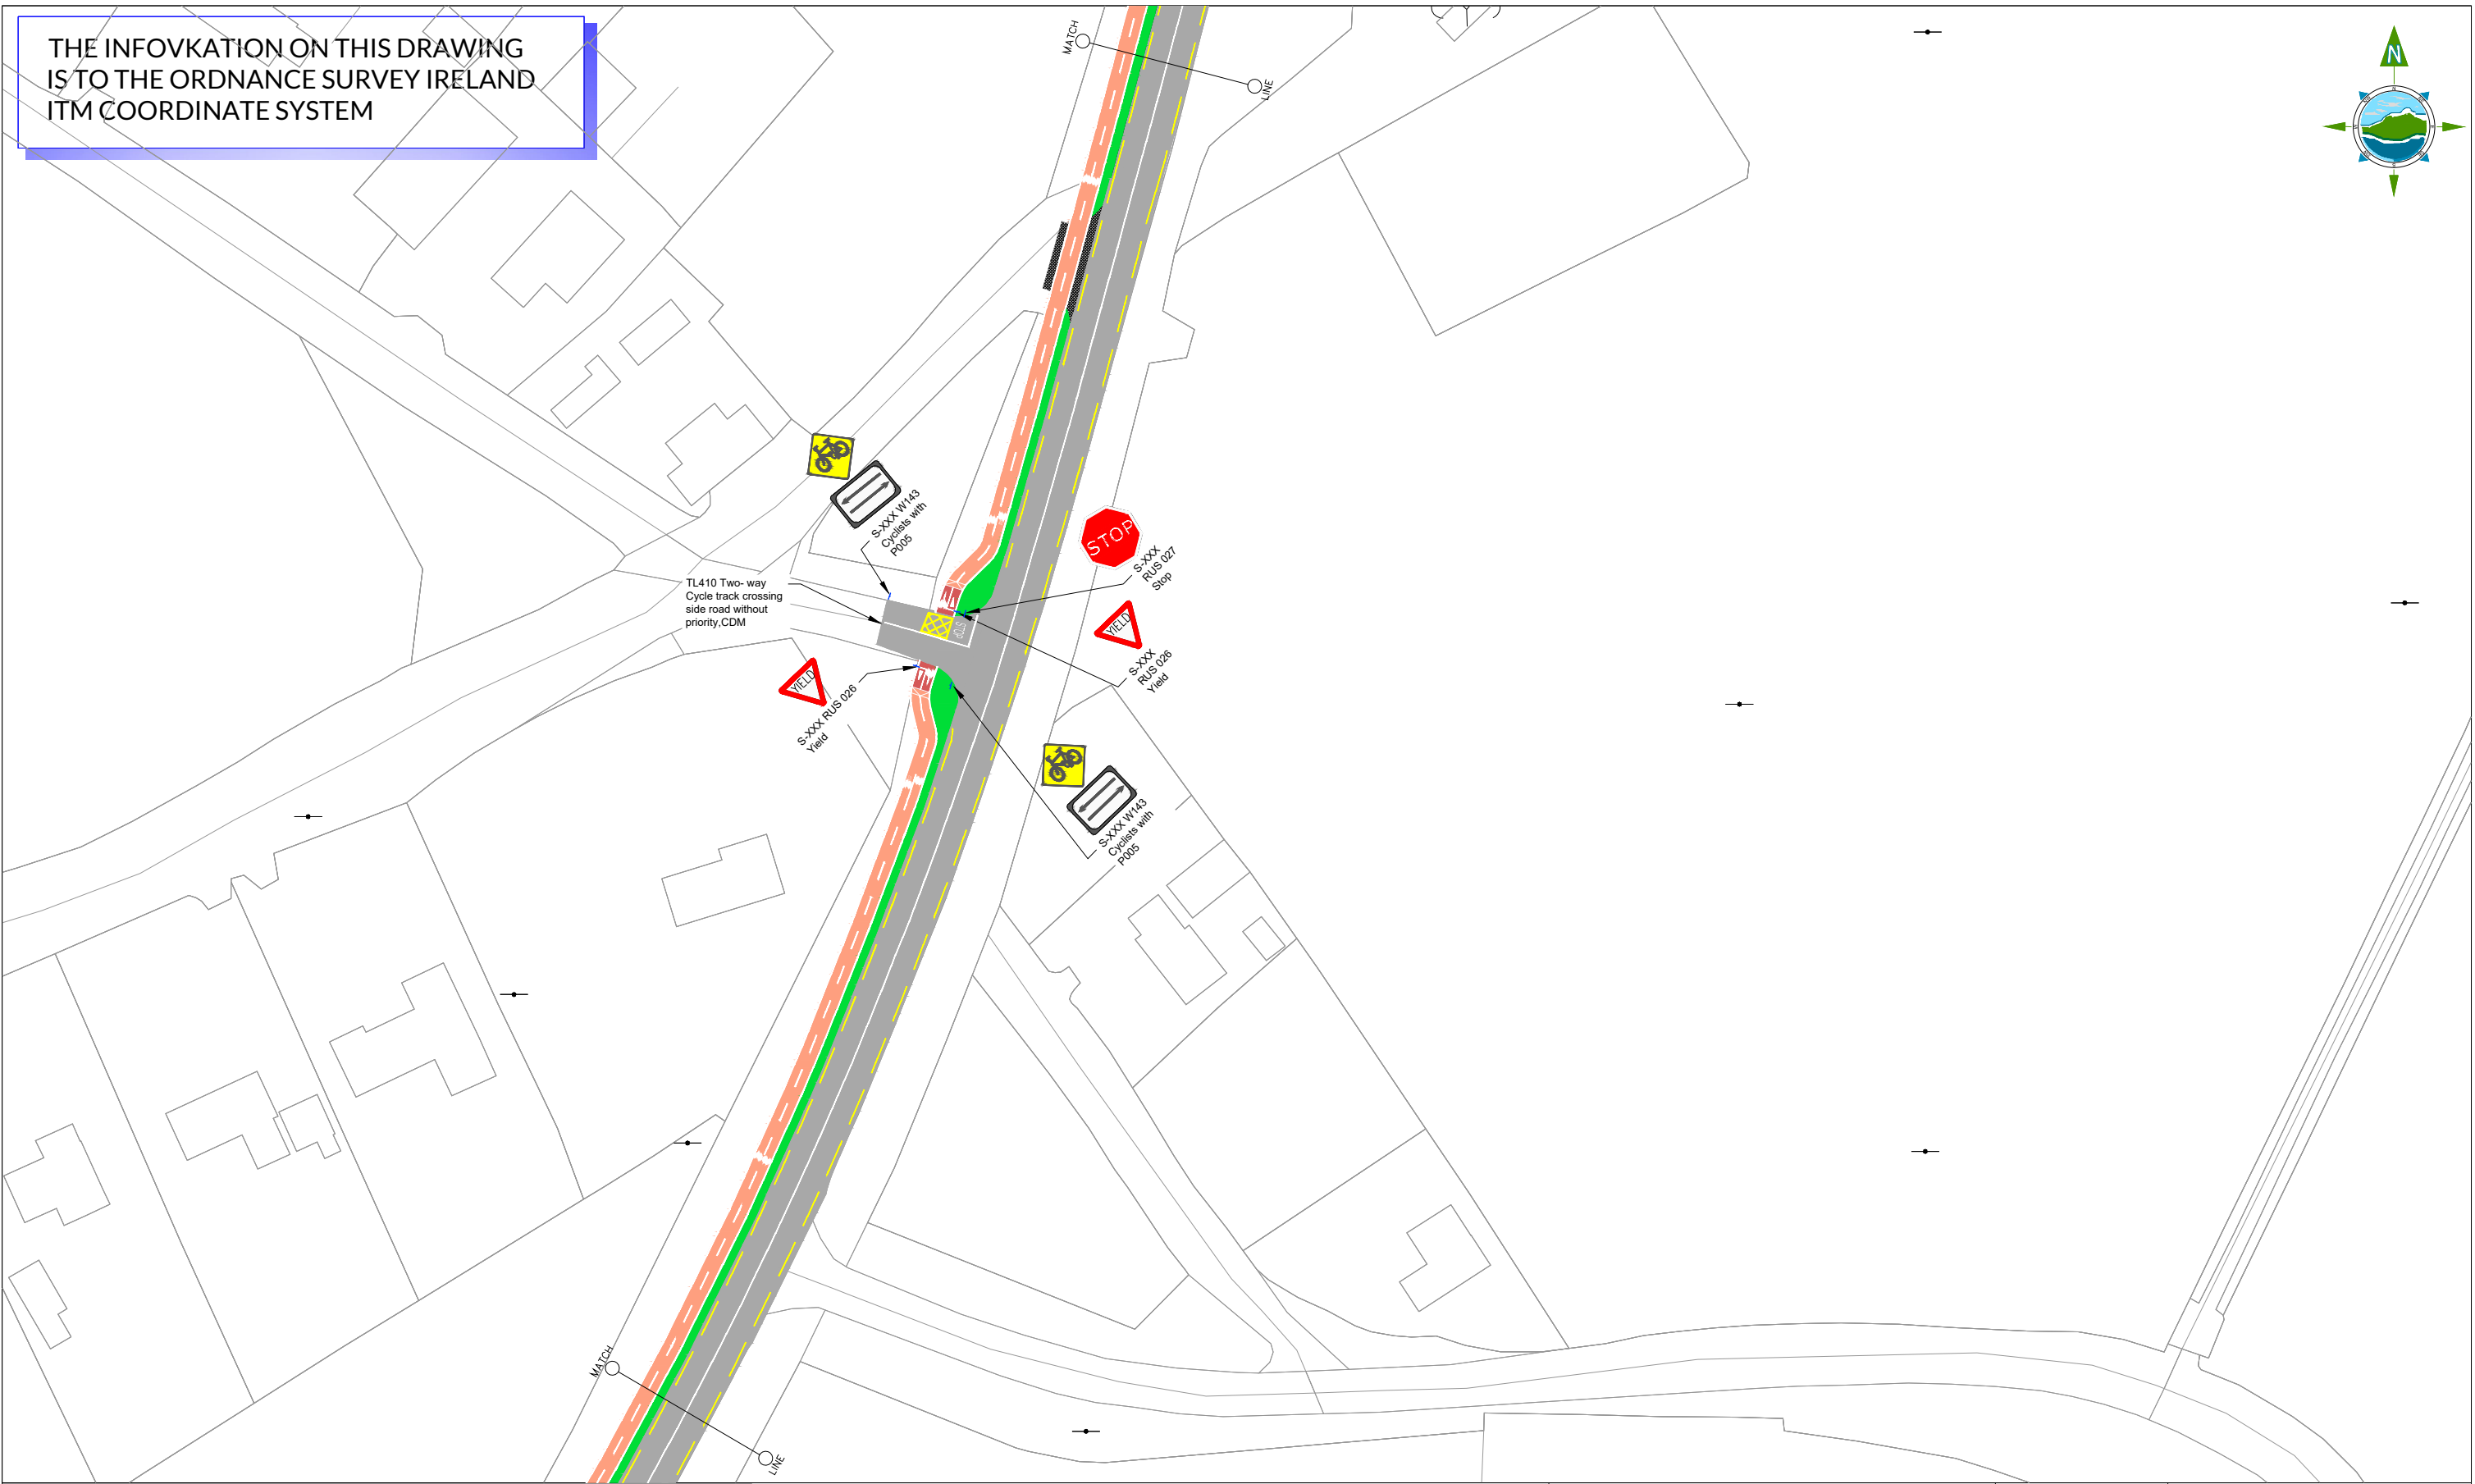 THE INFOVKATION ON THIS DRAWING
IS TO THE ORDNANCE SURVEY IRELAND
ITM COORDINATE SYSTEM
MATCH
LINE
N
S-XXX W143
Cyclists with
P005
STOP
S-XXX
RUS 027
Stop
TL410 Two- way
Cycle track crossing
side road without
priority,CDM
STOP
YIELD
S-XXX
RUS 026
Yield
YIELD
S-XXX RUS 026
Yield
S-XXX W143
Cyclists with
P005
MATCH
LINE